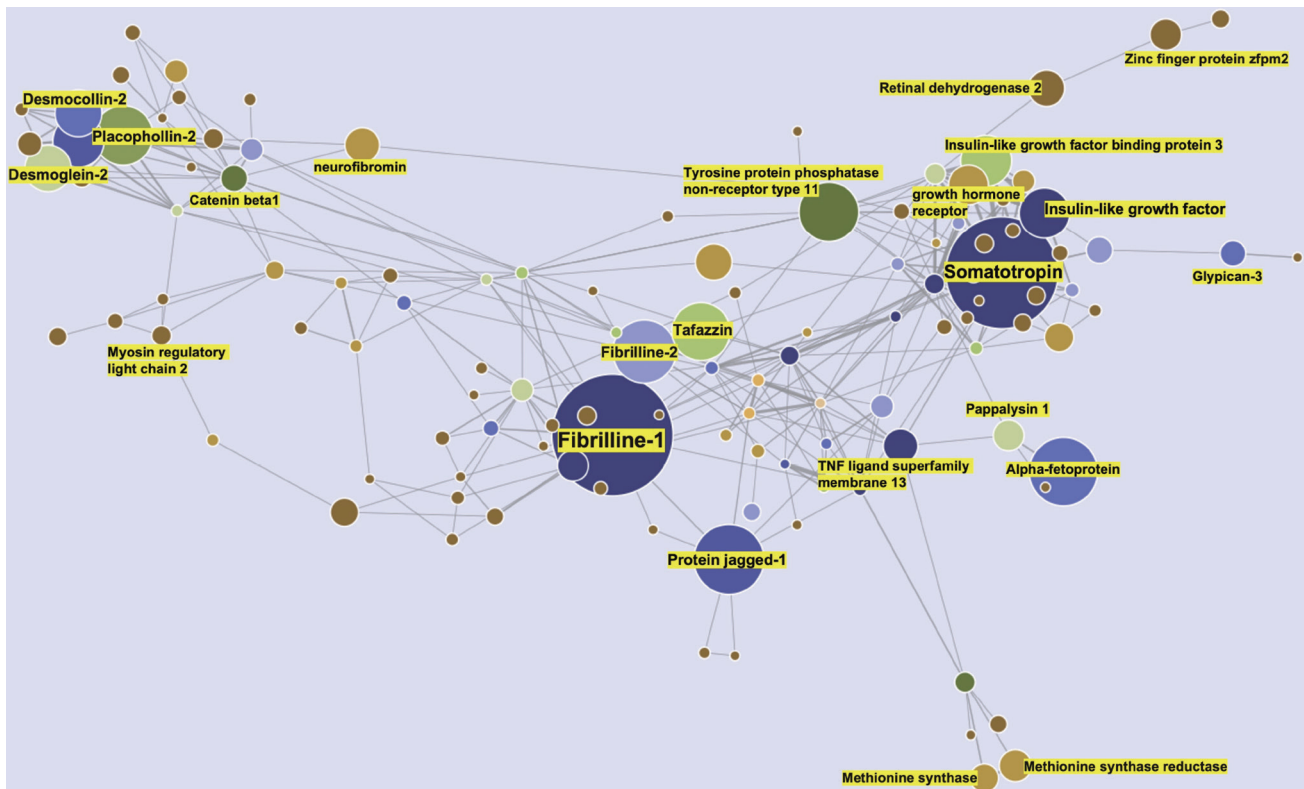 Zinc finger protein zfpm2
Retinal dehydrogenase 2
Desmocollin-2
Placophollin-2
Desmoglein-2
neurofibromin
Catenin beta1
Insulin-like growth factor binding protein 3
Tyrosine protein phosphatase
non-receptor type 11
growth hormone
receptor
Insulin-like growth factor
Somatotropin
Glypican-3
Tafazzin
Fibrilline-2
Myosin regulatory
light chain 2
Pappalysin 1
Fibrilline-1
TNF ligand superfamily
membrane 13
Alpha-fetoprotein
Protein jagged-1
Methionine synthase reductase
Methionine synthase